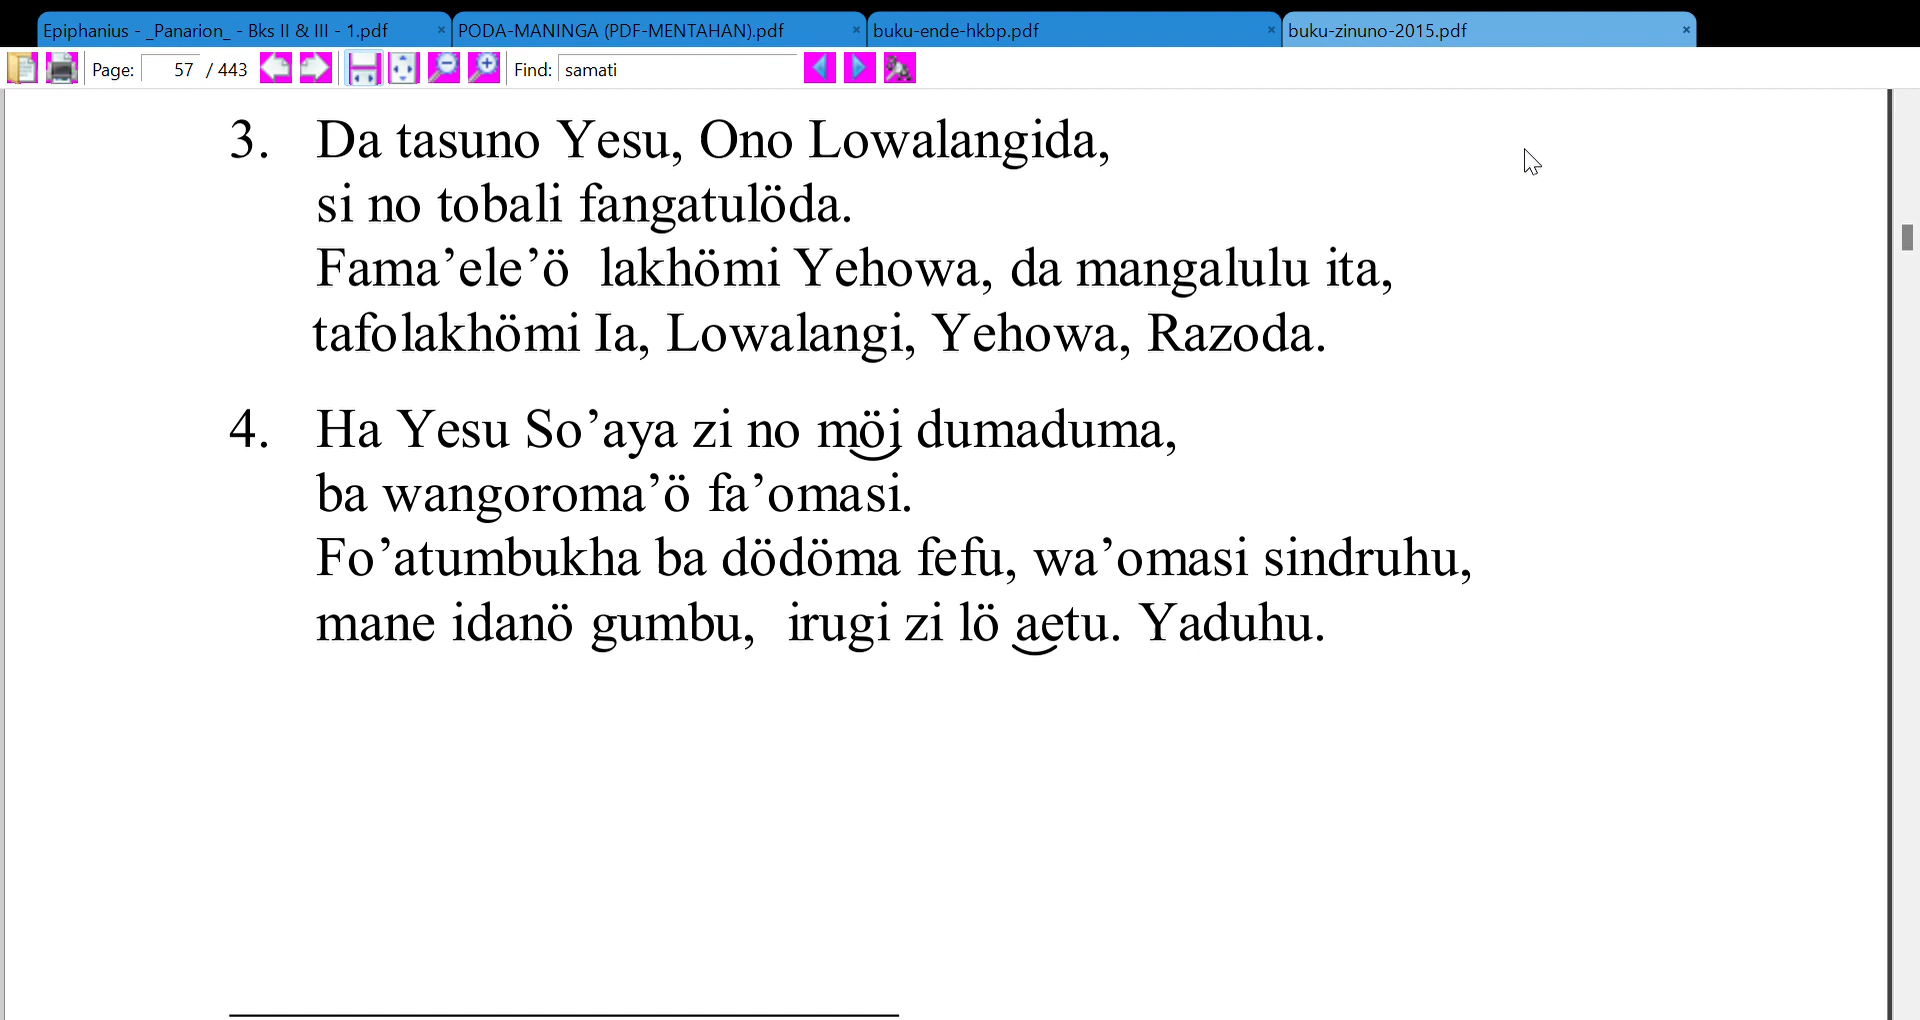 Epiphanius - _Panarion_ - Bks II & III - 1.pdf × PODA-MANINGA (PDF-MENTAHAN).pdf × buku-ende-hkbp.pdf × buku-zinuno-2015.pdf ×
Page: 57 / 443 Find: samati
3. Da tasuno Yesu, Ono Lowalangida,
si no tobali fangatulöda.
Fama’ele’ö lakhömi Yehowa, da mangalulu ita,
tafolakhömi Ia, Lowalangi, Yehowa, Razoda.
4. Ha Yesu So’aya zi no möi dumaduma,
ba wangoroma’ö fa’omasi.
Fo’atumbukha ba dödöma fefu, wa’omasi sindruhu,
mane idanö gumbu, irugi zi lö aetu. Yaduhu.